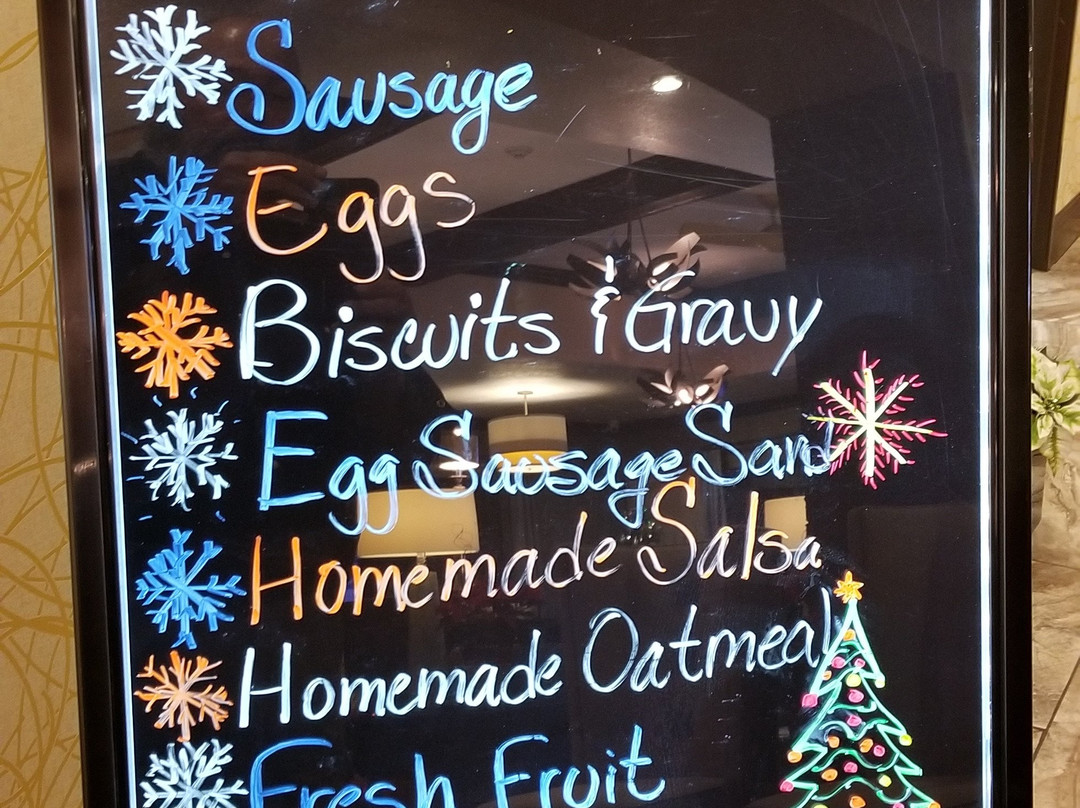 Sausage
Eggs
Biscuits & Gravy
Egg Sausage Sand
Homemade Salsa
Homemade Oatmeal
Fresh Fruit